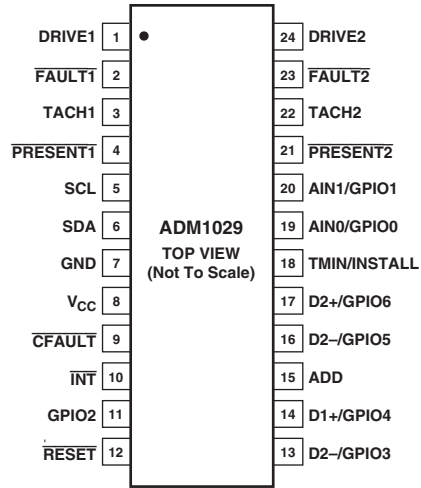 DRIVE1 1 24 DRIVE2
FAULT1 2 23 FAULT2
TACH1 3 22 TACH2
PRESENT1 4 21 PRESENT2
SCL 5 20 AIN1/GPIO1
SDA 6 19 AIN0/GPIO0
GND 7 18 TMIN/INSTALL
VCC 8 17 D2+/GPIO6
CFAULT 9 16 D2–/GPIO5
INT 10 15 ADD
GPIO2 11 14 D1+/GPIO4
RESET 12 13 D2–/GPIO3
ADM1029
TOP VIEW
(Not To Scale)